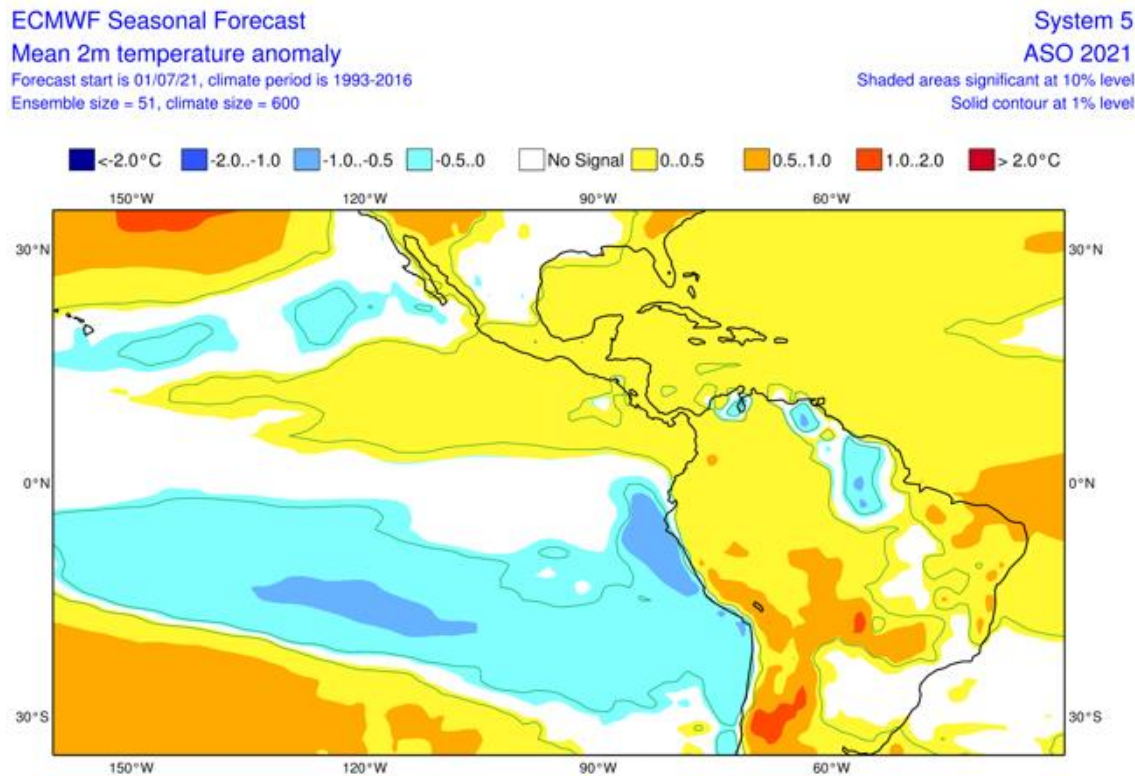 ECMWF Seasonal Forecast
System 5
Mean 2m temperature anomaly
ASO 2021
Forecast start is 01/07/21, climate period is 1993-2016
Shaded areas significant at 10% level
Ensemble size = 51, climate size = 600
Solid contour at 1% level
<-2.0°C -2.0..-1.0 -1.0..-0.5 -0.5..0 No Signal 0..0.5 0.5..1.0 1.0..2.0 > 2.0°C
150°W 120°W 90°W 60°W
30°N 30°N
0°N 0°N
30°S 30°S
150°W 120°W 90°W 60°W